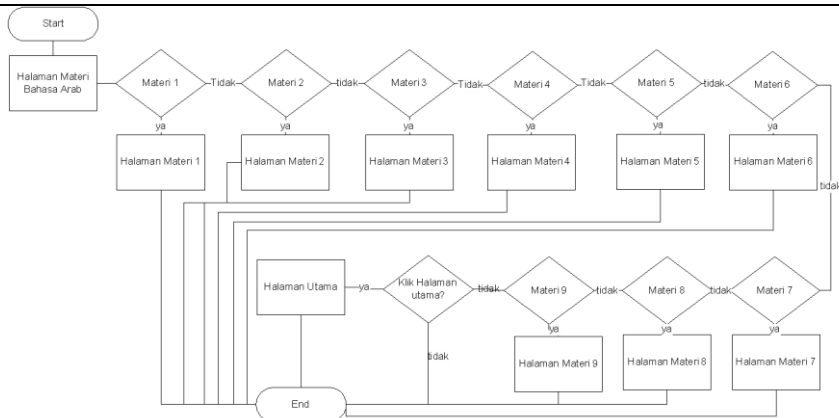 Start
Halaman Materi
Bahasa Arab
Materi 1
Tidak
Materi 2
tidak
Materi 3
Tidak
Materi 4
Tidak
Materi 5
tidak
Materi 6
ya
ya
ya
ya
ya
ya
Halaman Materi 1
Halaman Materi 2
Halaman Materi 3
Halaman Materi 4
Halaman Materi 5
Halaman Materi 6
tidak
Halaman Utama
ya
Klik Halaman
utama?
tidak
Materi 9
tidak
Materi 8
tidak
Materi 7
tidak
ya
ya
ya
Halaman Materi 9
Halaman Materi 8
Halaman Materi 7
End